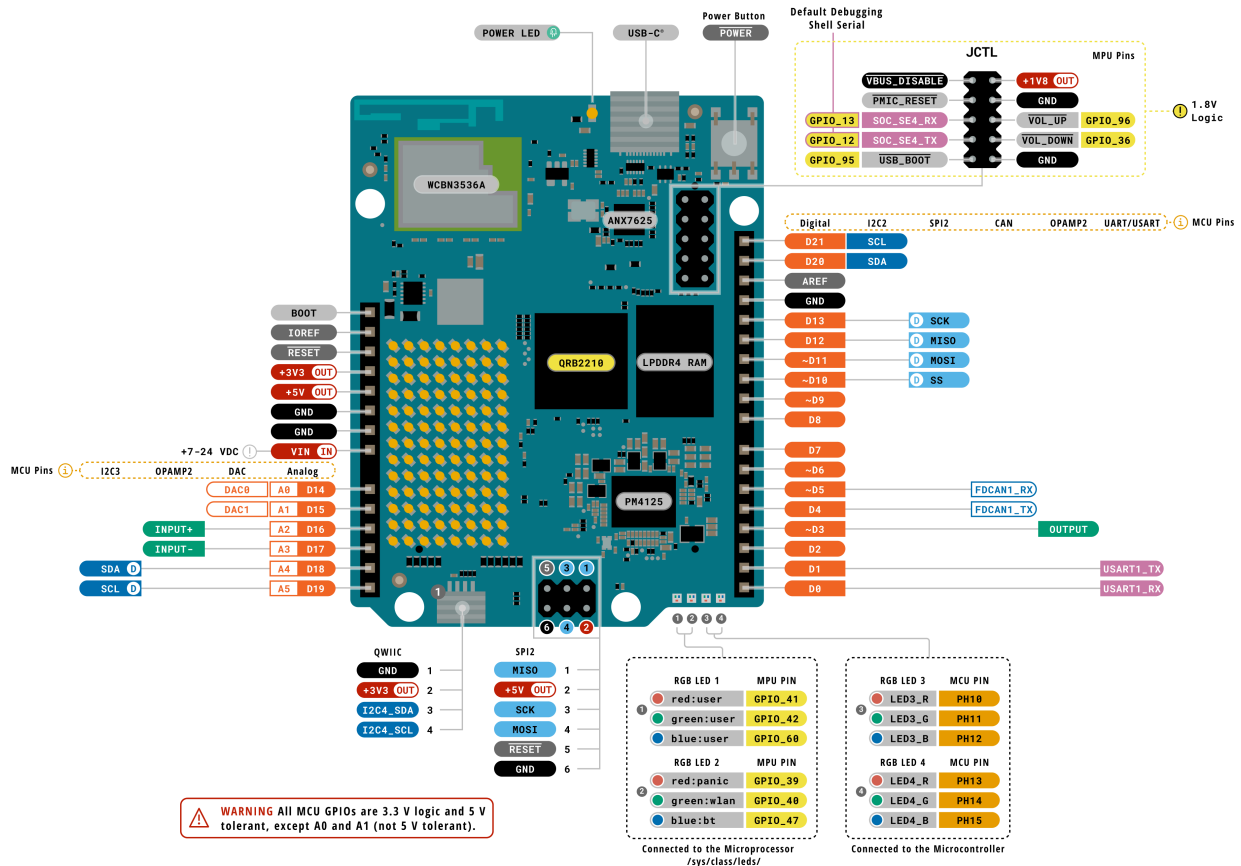 Default Debugging
Shell Serial
Power Button
POWER LED
USB-C®
POWER
JCTL
MPU Pins
VBUS_DISABLE
+1V8 OUT
PMIC_RESET
GND
GPIO_13 SOC_SE4_RX
VOL_UP GPIO_96
GPIO_12 SOC_SE4_TX
VOL_DOWN GPIO_36
GPIO_95 USB_BOOT
GND
! 1.8V
Logic
WCBN3536A
ANX7625
QRB2210
LPDDR4 RAM
PM4125
Digital I2C2 SPI2 CAN OPAMP2 UART/USART i MCU Pins
D21 SCL
D20 SDA
AREF
GND
D13 D SCK
D12 D MISO
~D11 D MOSI
~D10 D SS
~D9
D8
D7
~D6
~D5 FDCAN1_RX
D4 FDCAN1_TX
~D3 OUTPUT
D2
D1 USART1_TX
D0 USART1_RX
BOOT
IOREF
RESET
+3V3 OUT
+5V OUT
GND
GND
+7-24 VDC ! VIN IN
MCU Pins i I2C3 OPAMP2 DAC Analog
DAC0 A0 D14
DAC1 A1 D15
INPUT+ A2 D16
INPUT- A3 D17
SDA D A4 D18
SCL D A5 D19
1
5 3 1
6 4 2
1 2 3 4
QWIIC
GND 1
+3V3 OUT 2
I2C4_SDA 3
I2C4_SCL 4
SPI2
MISO 1
+5V OUT 2
SCK 3
MOSI 4
RESET 5
GND 6
RGB LED 1 MPU PIN
1
red:user GPIO_41
green:user GPIO_42
blue:user GPIO_60
RGB LED 2 MPU PIN
2
red:panic GPIO_39
green:wlan GPIO_40
blue:bt GPIO_47
Connected to the Microprocessor
/sys/class/leds/
RGB LED 3 MCU PIN
3
LED3_R PH10
LED3_G PH11
LED3_B PH12
RGB LED 4 MCU PIN
4
LED4_R PH13
LED4_G PH14
LED4_B PH15
Connected to the Microcontroller
WARNING All MCU GPIOs are 3.3 V logic and 5 V
tolerant, except A0 and A1 (not 5 V tolerant).